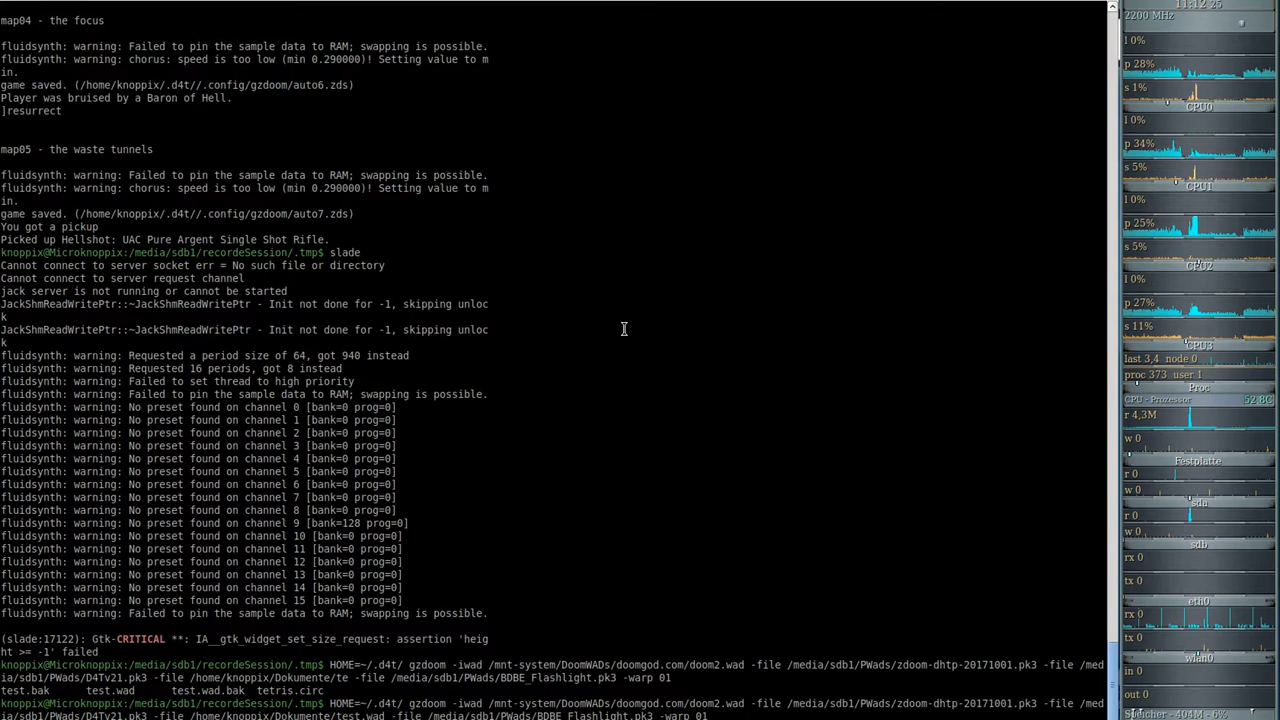 map04 - the focus
fluidsynth: warning: Failed to pin the sample data to RAM; swapping is possible.
fluidsynth: warning: chorus: speed is too low (min 0.290000)! Setting value to m
in.
game saved. (/home/knoppix/.d4t//.config/gzdoom/auto6.zds)
Player was bruised by a Baron of Hell.
]resurrect
map05 - the waste tunnels
fluidsynth: warning: Failed to pin the sample data to RAM; swapping is possible.
fluidsynth: warning: chorus: speed is too low (min 0.290000)! Setting value to m
in.
game saved. (/home/knoppix/.d4t//.config/gzdoom/auto7.zds)
You got a pickup
Picked up Hellshot: UAC Pure Argent Single Shot Rifle.
knoppix@Microknoppix:/media/sdb1/recordeSession/.tmp$ slade
Cannot connect to server socket err = No such file or directory
Cannot connect to server request channel
jack server is not running or cannot be started
JackShmReadWritePtr::~JackShmReadWritePtr - Init not done for -1, skipping unloc
k
JackShmReadWritePtr::~JackShmReadWritePtr - Init not done for -1, skipping unloc
k
fluidsynth: warning: Requested a period size of 64, got 940 instead
fluidsynth: warning: Requested 16 periods, got 8 instead
fluidsynth: warning: Failed to set thread to high priority
fluidsynth: warning: Failed to pin the sample data to RAM; swapping is possible.
fluidsynth: warning: No preset found on channel 0 [bank=0 prog=0]
fluidsynth: warning: No preset found on channel 1 [bank=0 prog=0]
fluidsynth: warning: No preset found on channel 2 [bank=0 prog=0]
fluidsynth: warning: No preset found on channel 3 [bank=0 prog=0]
fluidsynth: warning: No preset found on channel 4 [bank=0 prog=0]
fluidsynth: warning: No preset found on channel 5 [bank=0 prog=0]
fluidsynth: warning: No preset found on channel 6 [bank=0 prog=0]
fluidsynth: warning: No preset found on channel 7 [bank=0 prog=0]
fluidsynth: warning: No preset found on channel 8 [bank=0 prog=0]
fluidsynth: warning: No preset found on channel 9 [bank=128 prog=0]
fluidsynth: warning: No preset found on channel 10 [bank=0 prog=0]
fluidsynth: warning: No preset found on channel 11 [bank=0 prog=0]
fluidsynth: warning: No preset found on channel 12 [bank=0 prog=0]
fluidsynth: warning: No preset found on channel 13 [bank=0 prog=0]
fluidsynth: warning: No preset found on channel 14 [bank=0 prog=0]
fluidsynth: warning: No preset found on channel 15 [bank=0 prog=0]
fluidsynth: warning: Failed to pin the sample data to RAM; swapping is possible.
(slade:17122): Gtk-CRITICAL **: IA__gtk_widget_set_size_request: assertion 'heig
ht >= -1' failed
knoppix@Microknoppix:/media/sdb1/recordeSession/.tmp$ HOME=~/.d4t/ gzdoom -iwad /mnt-system/DoomWADs/doomgod.com/doom2.wad -file /media/sdb1/PWads/zdoom-dhtp-20171001.pk3 -file /med
ia/sdb1/PWads/D4Tv21.pk3 -file /home/knoppix/Dokumente/te -file /media/sdb1/PWads/BDBE_Flashlight.pk3 -warp 01
test.bak test.wad test.wad.bak tetris.circ
knoppix@Microknoppix:/media/sdb1/recordeSession/.tmp$ HOME=~/.d4t/ gzdoom -iwad /mnt-system/DoomWADs/doomgod.com/doom2.wad -file /media/sdb1/PWads/zdoom-dhtp-20171001.pk3 -file /med
ia/sdb1/PWads/D4Tv21.pk3 -file /home/knoppix/Dokumente/test.wad -file /media/sdb1/PWads/BDBE_Flashlight.pk3 -warp 01
11:12 25
2200 MHz
l 0%
p 28%
s 1%
CPU0
l 0%
p 34%
s 5%
CPU1
l 0%
p 25%
s 5%
CPU2
l 0%
p 27%
s 11%
CPU3
last 3,4 node 0
proc 373 user 1
Proc
CPU - Prozessor 52,8C
r 4,3M
w 0
Festplatte
r 0
w 0
sda
r 0
w 0
sdb
rx 0
tx 0
eth0
rx 0
tx 0
wlan0
in 0
out 0
Speicher - 404M - 6%